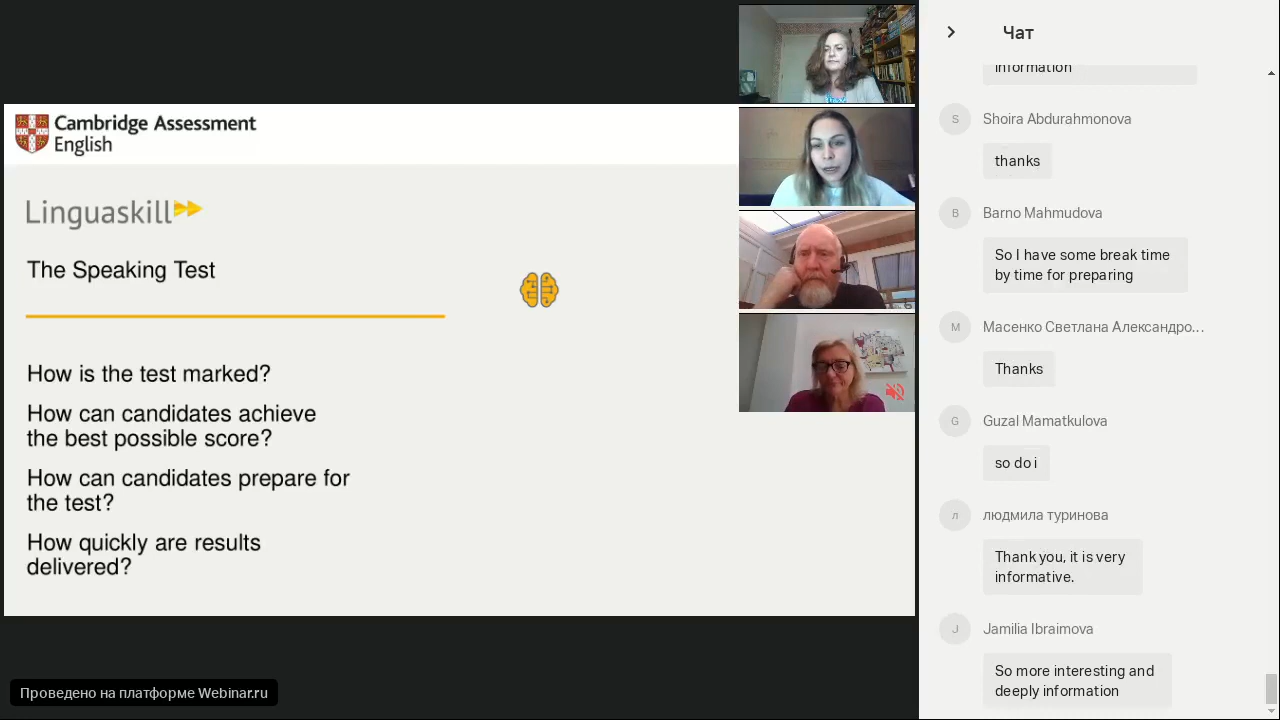 Cambridge Assessment
English
Linguaskill
The Speaking Test
How is the test marked?
How can candidates achieve
the best possible score?
How can candidates prepare for
the test?
How quickly are results
delivered?
Проведено на платформе Webinar.ru
Чат
information
S
Shoira Abdurahmonova
thanks
B
Barno Mahmudova
So I have some break time
by time for preparing
М
Масенко Светлана Александро...
Thanks
G
Guzal Mamatkulova
so do i
л
людмила туринова
Thank you, it is very
informative.
J
Jamilia Ibraimova
So more interesting and
deeply information